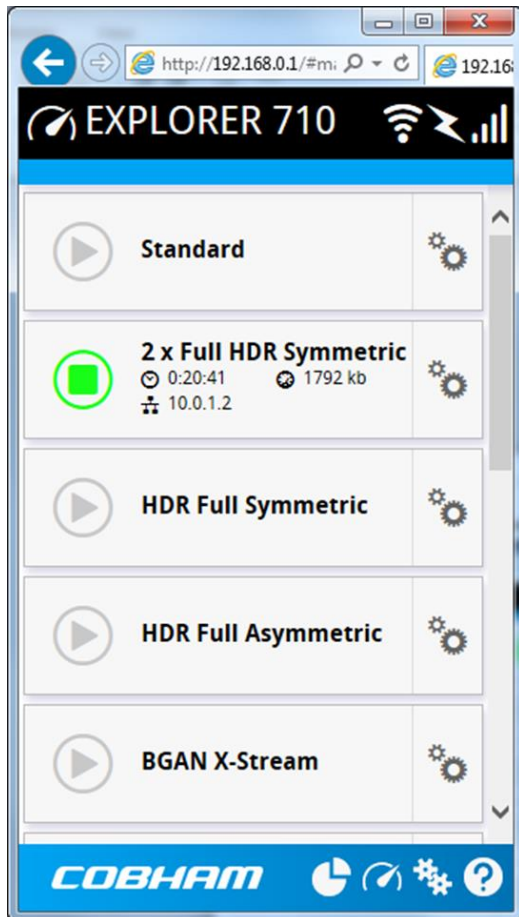 http://192.168.0.1/#m
192.16
EXPLORER 710
Standard
2 x Full HDR Symmetric
0:20:41 1792 kb
10.0.1.2
HDR Full Symmetric
HDR Full Asymmetric
BGAN X-Stream
COBHAM
?